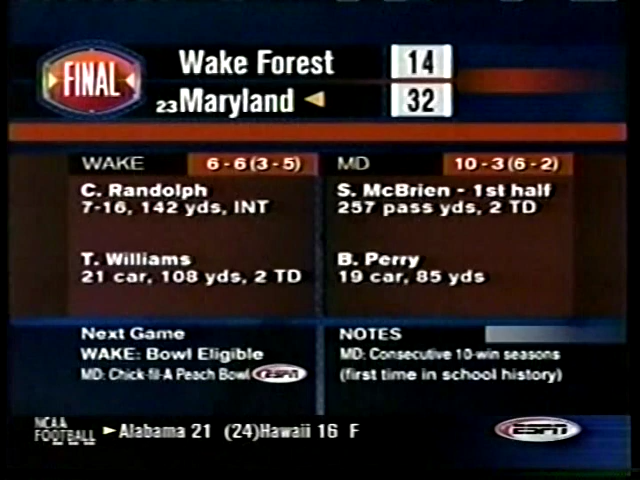 FINAL
Wake Forest 14
23 Maryland 32
WAKE 6-6(3-5)
C. Randolph
7-16, 142 yds, INT
T. Williams
21 car, 108 yds, 2 TD
MD 10-3(6-2)
S. McBrien - 1st half
257 pass yds, 2 TD
B. Perry
19 car, 85 yds
Next Game
WAKE: Bowl Eligible
MD: Chick-fil-A Peach Bowl ESPN
NOTES
MD: Consecutive 10-win seasons
(first time in school history)
NCAA
FOOTBALL
Alabama 21 (24)Hawaii 16 F
ESPN